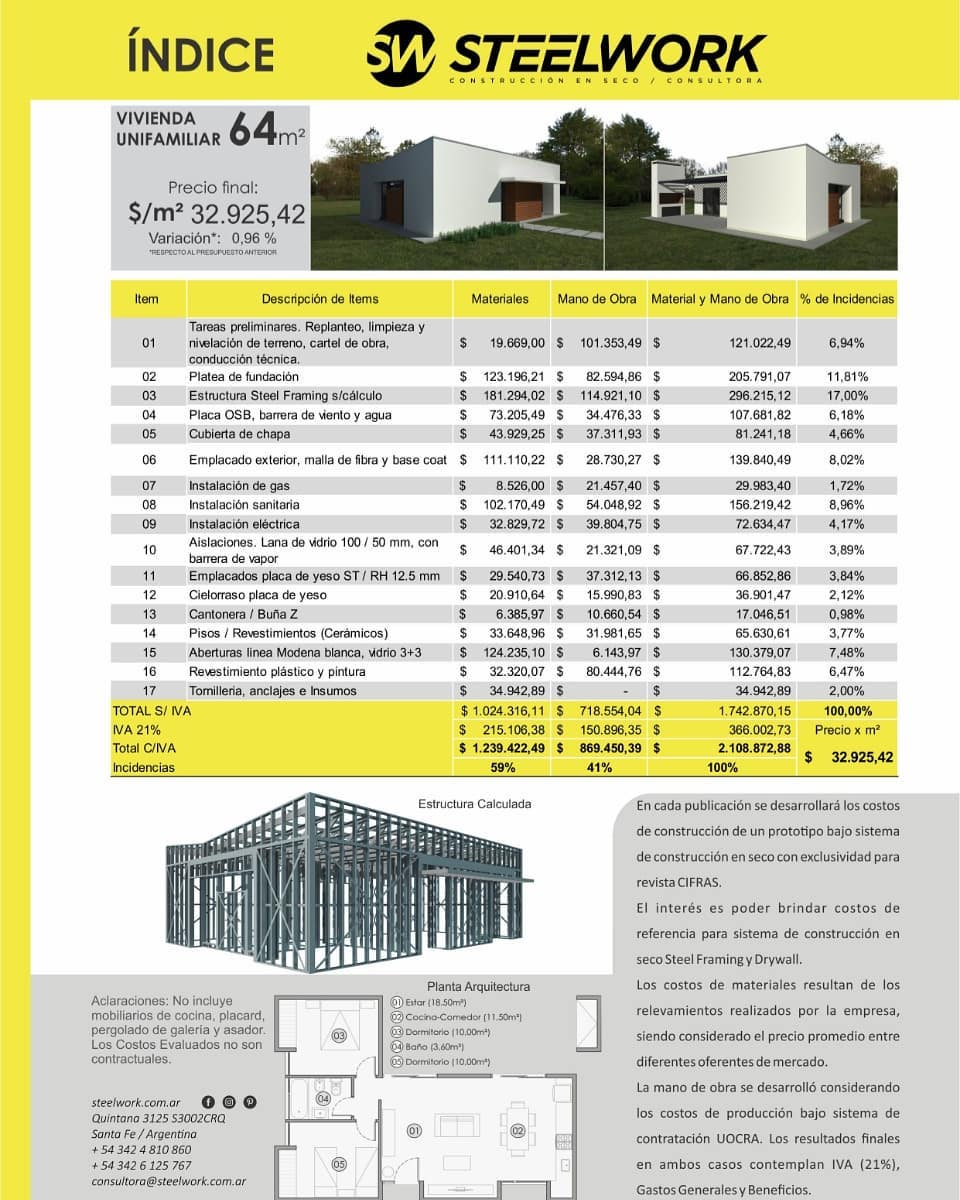 ÍNDICE
SW STEELWORK
CONSTRUCCIÓN EN SECO / CONSULTORA
VIVIENDA
UNIFAMILIAR 64m²
Precio final:
$/m² 32.925,42
Variación*: 0,96 %
*RESPECTO AL PRESUPUESTO ANTERIOR
Item Descripción de Items Materiales Mano de Obra Material y Mano de Obra % de Incidencias
Tareas preliminares. Replanteo, limpieza y
01 nivelación de terreno, cartel de obra, $ 19.669,00 $ 101.353,49 $ 121.022,49 6,94%
conducción técnica.
02 Platea de fundación $ 123.196,21 $ 82.594,86 $ 205.791,07 11,81%
03 Estructura Steel Framing s/cálculo $ 181.294,02 $ 114.921,10 $ 296.215,12 17,00%
04 Placa OSB, barrera de viento y agua $ 73.205,49 $ 34.476,33 $ 107.681,82 6,18%
05 Cubierta de chapa $ 43.929,25 $ 37.311,93 $ 81.241,18 4,66%
06 Emplacado exterior, malla de fibra y base coat $ 111.110,22 $ 28.730,27 $ 139.840,49 8,02%
07 Instalación de gas $ 8.526,00 $ 21.457,40 $ 29.983,40 1,72%
08 Instalación sanitaria $ 102.170,49 $ 54.048,92 $ 156.219,42 8,96%
09 Instalación eléctrica $ 32.829,72 $ 39.804,75 $ 72.634,47 4,17%
10 Aislaciones. Lana de vidrio 100 / 50 mm, con $ 46.401,34 $ 21.321,09 $ 67.722,43 3,89%
barrera de vapor
11 Emplacados placa de yeso ST / RH 12.5 mm $ 29.540,73 $ 37.312,13 $ 66.852,86 3,84%
12 Cielorraso placa de yeso $ 20.910,64 $ 15.990,83 $ 36.901,47 2,12%
13 Cantonera / Buña Z $ 6.385,97 $ 10.660,54 $ 17.046,51 0,98%
14 Pisos / Revestimientos (Cerámicos) $ 33.648,96 $ 31.981,65 $ 65.630,61 3,77%
15 Aberturas linea Modena blanca, vidrio 3+3 $ 124.235,10 $ 6.143,97 $ 130.379,07 7,48%
16 Revestimiento plástico y pintura $ 32.320,07 $ 80.444,76 $ 112.764,83 6,47%
17 Tornilleria, anclajes e Insumos $ 34.942,89 $ - $ 34.942,89 2,00%
TOTAL S/ IVA $ 1.024.316,11 $ 718.554,04 $ 1.742.870,15 100,00%
IVA 21% $ 215.106,38 $ 150.896,35 $ 366.002,73 Precio x m²
Total C/IVA $ 1.239.422,49 $ 869.450,39 $ 2.108.872,88 $ 32.925,42
Incidencias 59% 41% 100%
Estructura Calculada
En cada publicación se desarrollará los costos
de construcción de un prototipo bajo sistema
de construcción en seco con exclusividad para
revista CIFRAS.
El interés es poder brindar costos de
referencia para sistema de construcción en
seco Steel Framing y Drywall.
Los costos de materiales resultan de los
relevamientos realizados por la empresa,
siendo considerado el precio promedio entre
diferentes oferentes de mercado.
La mano de obra se desarrolló considerando
los costos de producción bajo sistema de
contratación UOCRA. Los resultados finales
en ambos casos contemplan IVA (21%),
Gastos Generales y Beneficios.
Planta Arquitectura
01 Estar (18,50m²)
02 Cocina-Comedor (11,50m²)
03 Dormitorio (10,00m²)
04 Baño (3,60m²)
05 Dormitorio (10,00m²)
03
04
01
02
05
Aclaraciones: No incluye
mobiliarios de cocina, placard,
pergolado de galería y asador.
Los Costos Evaluados no son
contractuales.
steelwork.com.ar
Quintana 3125 S3002CRQ
Santa Fe / Argentina
+ 54 342 4 810 860
+ 54 342 6 125 767
consultora@steelwork.com.ar